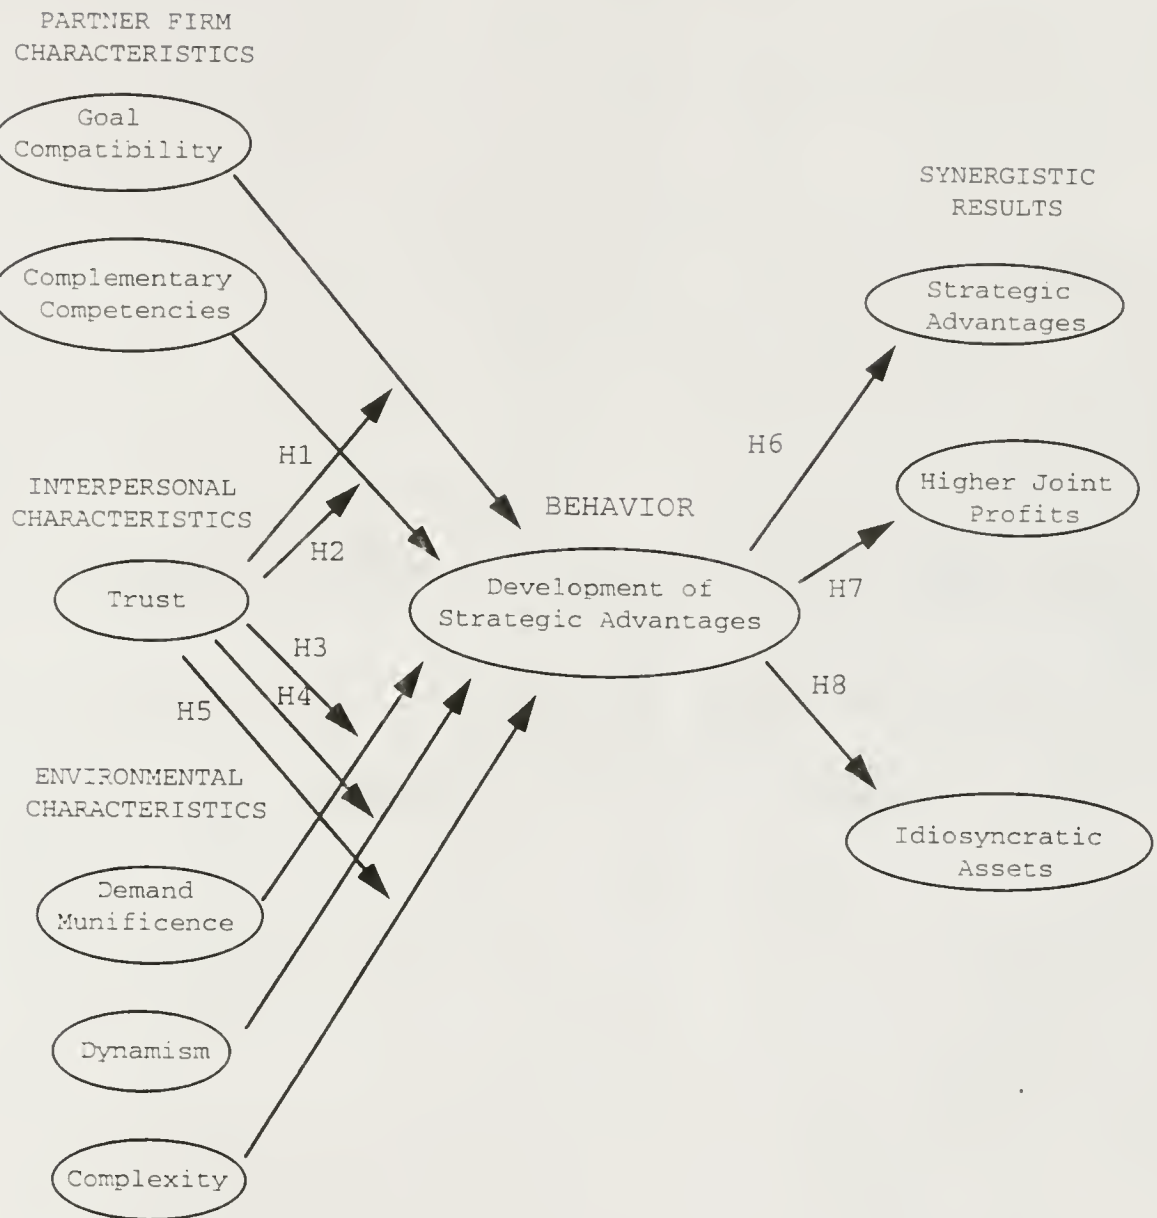 PARTNER FIRM
CHARACTERISTICS
Goal
Compatibility
Complementary
Competencies
INTERPERSONAL
CHARACTERISTICS
Trust
H1
H2
H3
H4
H5
ENVIRONMENTAL
CHARACTERISTICS
Demand
Munificence
Dynamism
Complexity
BEHAVIOR
Development of
Strategic Advantages
H6
H7
H8
SYNERGISTIC
RESULTS
Strategic
Advantages
Higher Joint
Profits
Idiosyncratic
Assets